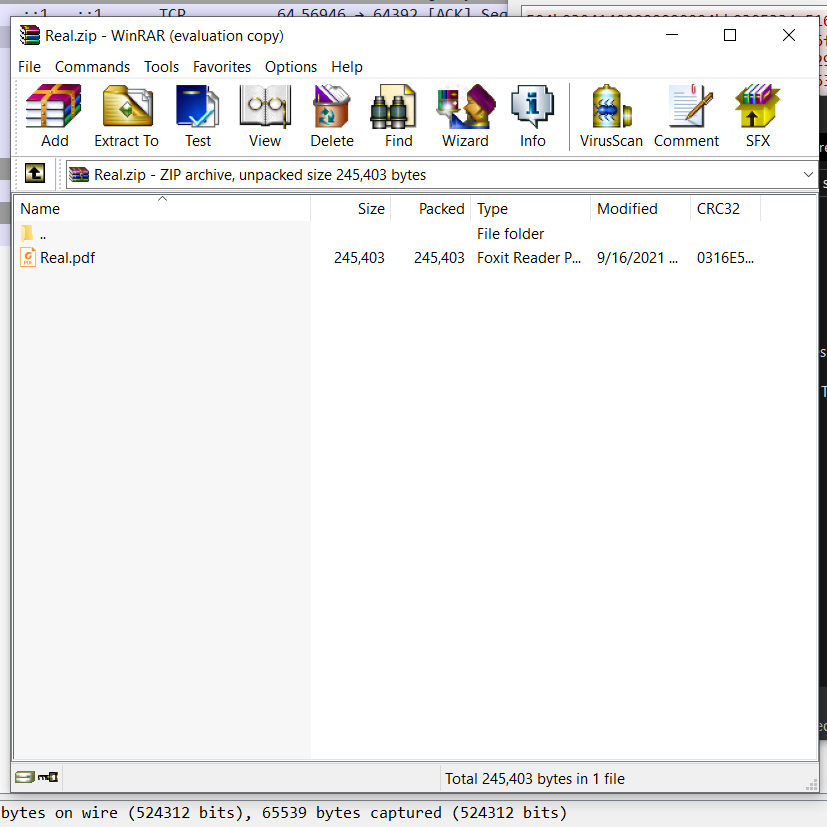 ::1 ::1 TCP 64 56946 → 64392 [ACK] Seq
Real.zip - WinRAR (evaluation copy)
File Commands Tools Favorites Options Help
Add Extract To Test View Delete Find Wizard Info VirusScan Comment SFX
Real.zip - ZIP archive, unpacked size 245,403 bytes
Name Size Packed Type Modified CRC32
.. File folder
Real.pdf 245,403 245,403 Foxit Reader P... 9/16/2021 ... 0316E5...
Total 245,403 bytes in 1 file
bytes on wire (524312 bits), 65539 bytes captured (524312 bits)